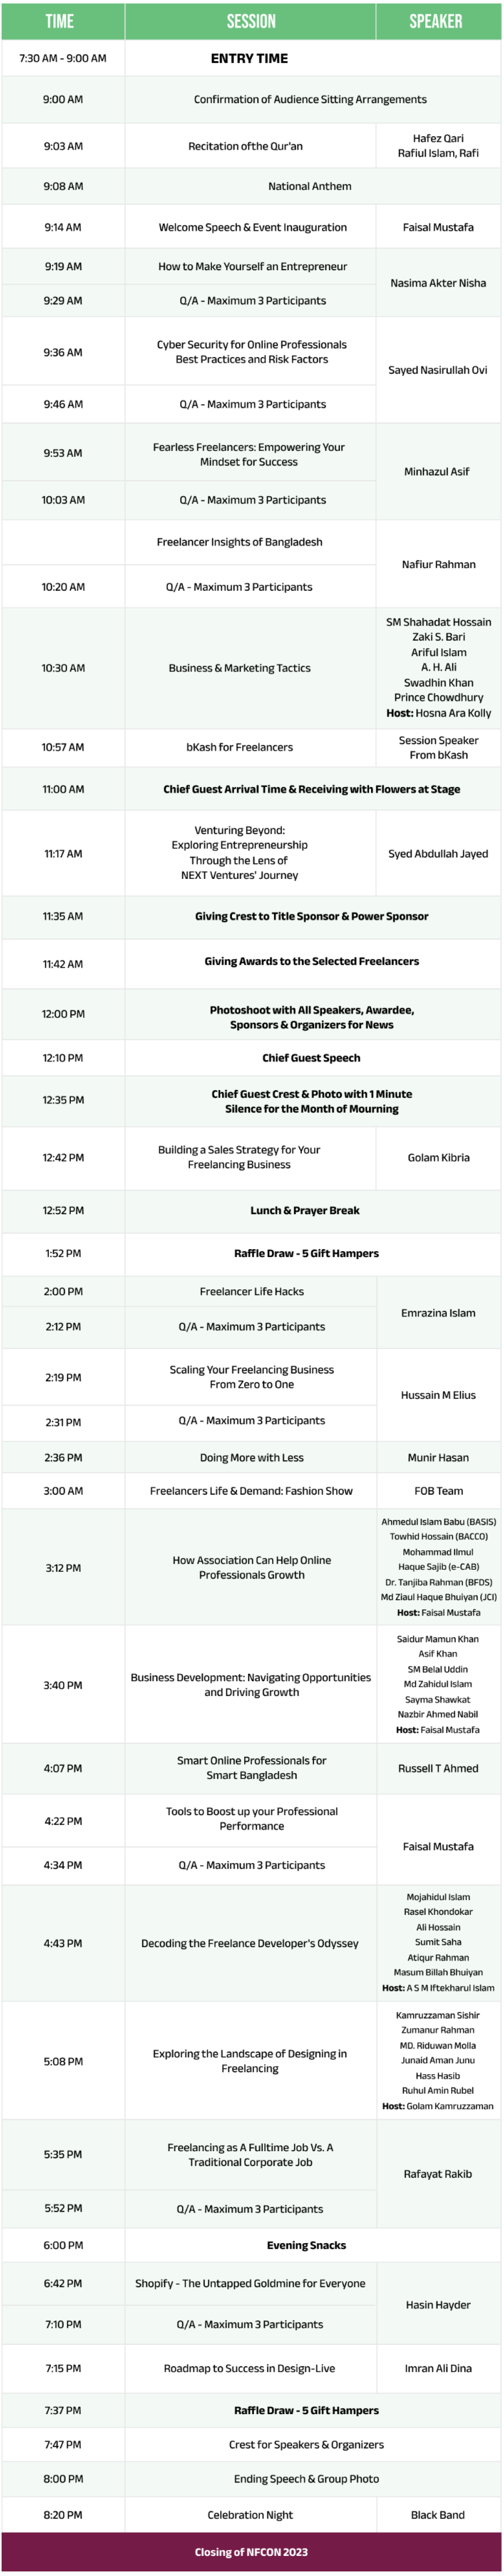 TIME SESSION SPEAKER
7:30 AM - 9:00 AM ENTRY TIME
9:00 AM Confirmation of Audience Sitting Arrangements
9:03 AM Recitation ofthe Qur'an Hafez Qari
Rafiul Islam, Rafi
9:08 AM National Anthem
9:14 AM Welcome Speech & Event Inauguration Faisal Mustafa
9:19 AM How to Make Yourself an Entrepreneur
Nasima Akter Nisha
9:29 AM Q/A - Maximum 3 Participants
9:36 AM Cyber Security for Online Professionals
Best Practices and Risk Factors
Sayed Nasirullah Ovi
9:46 AM Q/A - Maximum 3 Participants
9:53 AM Fearless Freelancers: Empowering Your
Mindset for Success
Minhazul Asif
10:03 AM Q/A - Maximum 3 Participants
Freelancer Insights of Bangladesh
Nafiur Rahman
10:20 AM Q/A - Maximum 3 Participants
10:30 AM Business & Marketing Tactics
SM Shahadat Hossain
Zaki S. Bari
Ariful Islam
A. H. Ali
Swadhin Khan
Prince Chowdhury
Host: Hosna Ara Kolly
10:57 AM bKash for Freelancers Session Speaker
From bKash
11:00 AM Chief Guest Arrival Time & Receiving with Flowers at Stage
11:17 AM Venturing Beyond:
Exploring Entrepreneurship
Through the Lens of
NEXT Ventures' Journey
Syed Abdullah Jayed
11:35 AM Giving Crest to Title Sponsor & Power Sponsor
11:42 AM Giving Awards to the Selected Freelancers
12:00 PM Photoshoot with All Speakers, Awardee,
Sponsors & Organizers for News
12:10 PM Chief Guest Speech
12:35 PM Chief Guest Crest & Photo with 1 Minute
Silence for the Month of Mourning
12:42 PM Building a Sales Strategy for Your
Freelancing Business
Golam Kibria
12:52 PM Lunch & Prayer Break
1:52 PM Raffle Draw - 5 Gift Hampers
2:00 PM Freelancer Life Hacks
Emrazina Islam
2:12 PM Q/A - Maximum 3 Participants
2:19 PM Scaling Your Freelancing Business
From Zero to One
Hussain M Elius
2:31 PM Q/A - Maximum 3 Participants
2:36 PM Doing More with Less Munir Hasan
3:00 AM Freelancers Life & Demand: Fashion Show FOB Team
3:12 PM How Association Can Help Online
Professionals Growth
Ahmedul Islam Babu (BASIS)
Towhid Hossain (BACCO)
Mohammad Ilmul
Haque Sajib (e-CAB)
Dr. Tanjiba Rahman (BFDS)
Md Ziaul Haque Bhuiyan (JCI)
Host: Faisal Mustafa
3:40 PM Business Development: Navigating Opportunities
and Driving Growth
Saidur Mamun Khan
Asif Khan
SM Belal Uddin
Md Zahidul Islam
Sayma Shawkat
Nazbir Ahmed Nabil
Host: Faisal Mustafa
4:07 PM Smart Online Professionals for
Smart Bangladesh
Russell T Ahmed
4:22 PM Tools to Boost up your Professional
Performance
Faisal Mustafa
4:34 PM Q/A - Maximum 3 Participants
4:43 PM Decoding the Freelance Developer's Odyssey
Mojahidul Islam
Rasel Khondokar
Ali Hossain
Sumit Saha
Atiqur Rahman
Masum Billah Bhuiyan
Host: A S M Iftekharul Islam
5:08 PM Exploring the Landscape of Designing in
Freelancing
Kamruzzaman Sishir
Zumanur Rahman
MD. Riduwan Molla
Junaid Aman Junu
Hass Hasib
Ruhul Amin Rubel
Host: Golam Kamruzzaman
5:35 PM Freelancing as A Fulltime Job Vs. A
Traditional Corporate Job
Rafayat Rakib
5:52 PM Q/A - Maximum 3 Participants
6:00 PM Evening Snacks
6:42 PM Shopify - The Untapped Goldmine for Everyone
Hasin Hayder
7:10 PM Q/A - Maximum 3 Participants
7:15 PM Roadmap to Success in Design-Live Imran Ali Dina
7:37 PM Raffle Draw - 5 Gift Hampers
7:47 PM Crest for Speakers & Organizers
8:00 PM Ending Speech & Group Photo
8:20 PM Celebration Night Black Band
Closing of NFCON 2023